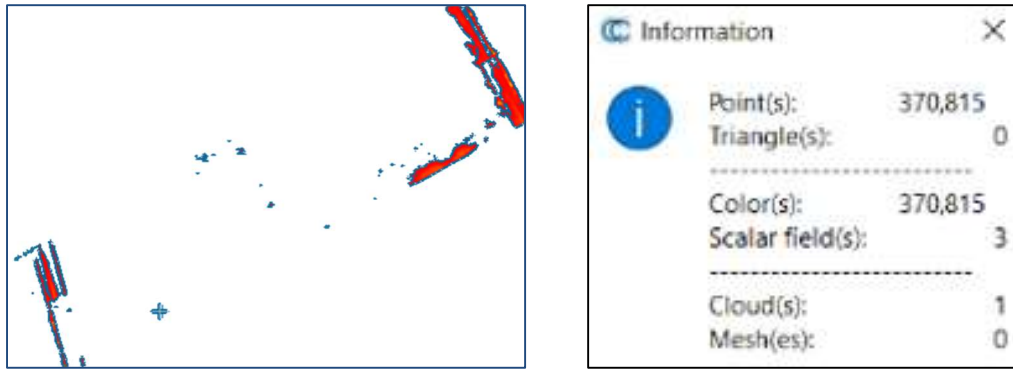 Information
Point(s): 370,815
Triangle(s): 0
---------------------------
Color(s): 370,815
Scalar field(s): 3
---------------------------
Cloud(s): 1
Mesh(es): 0